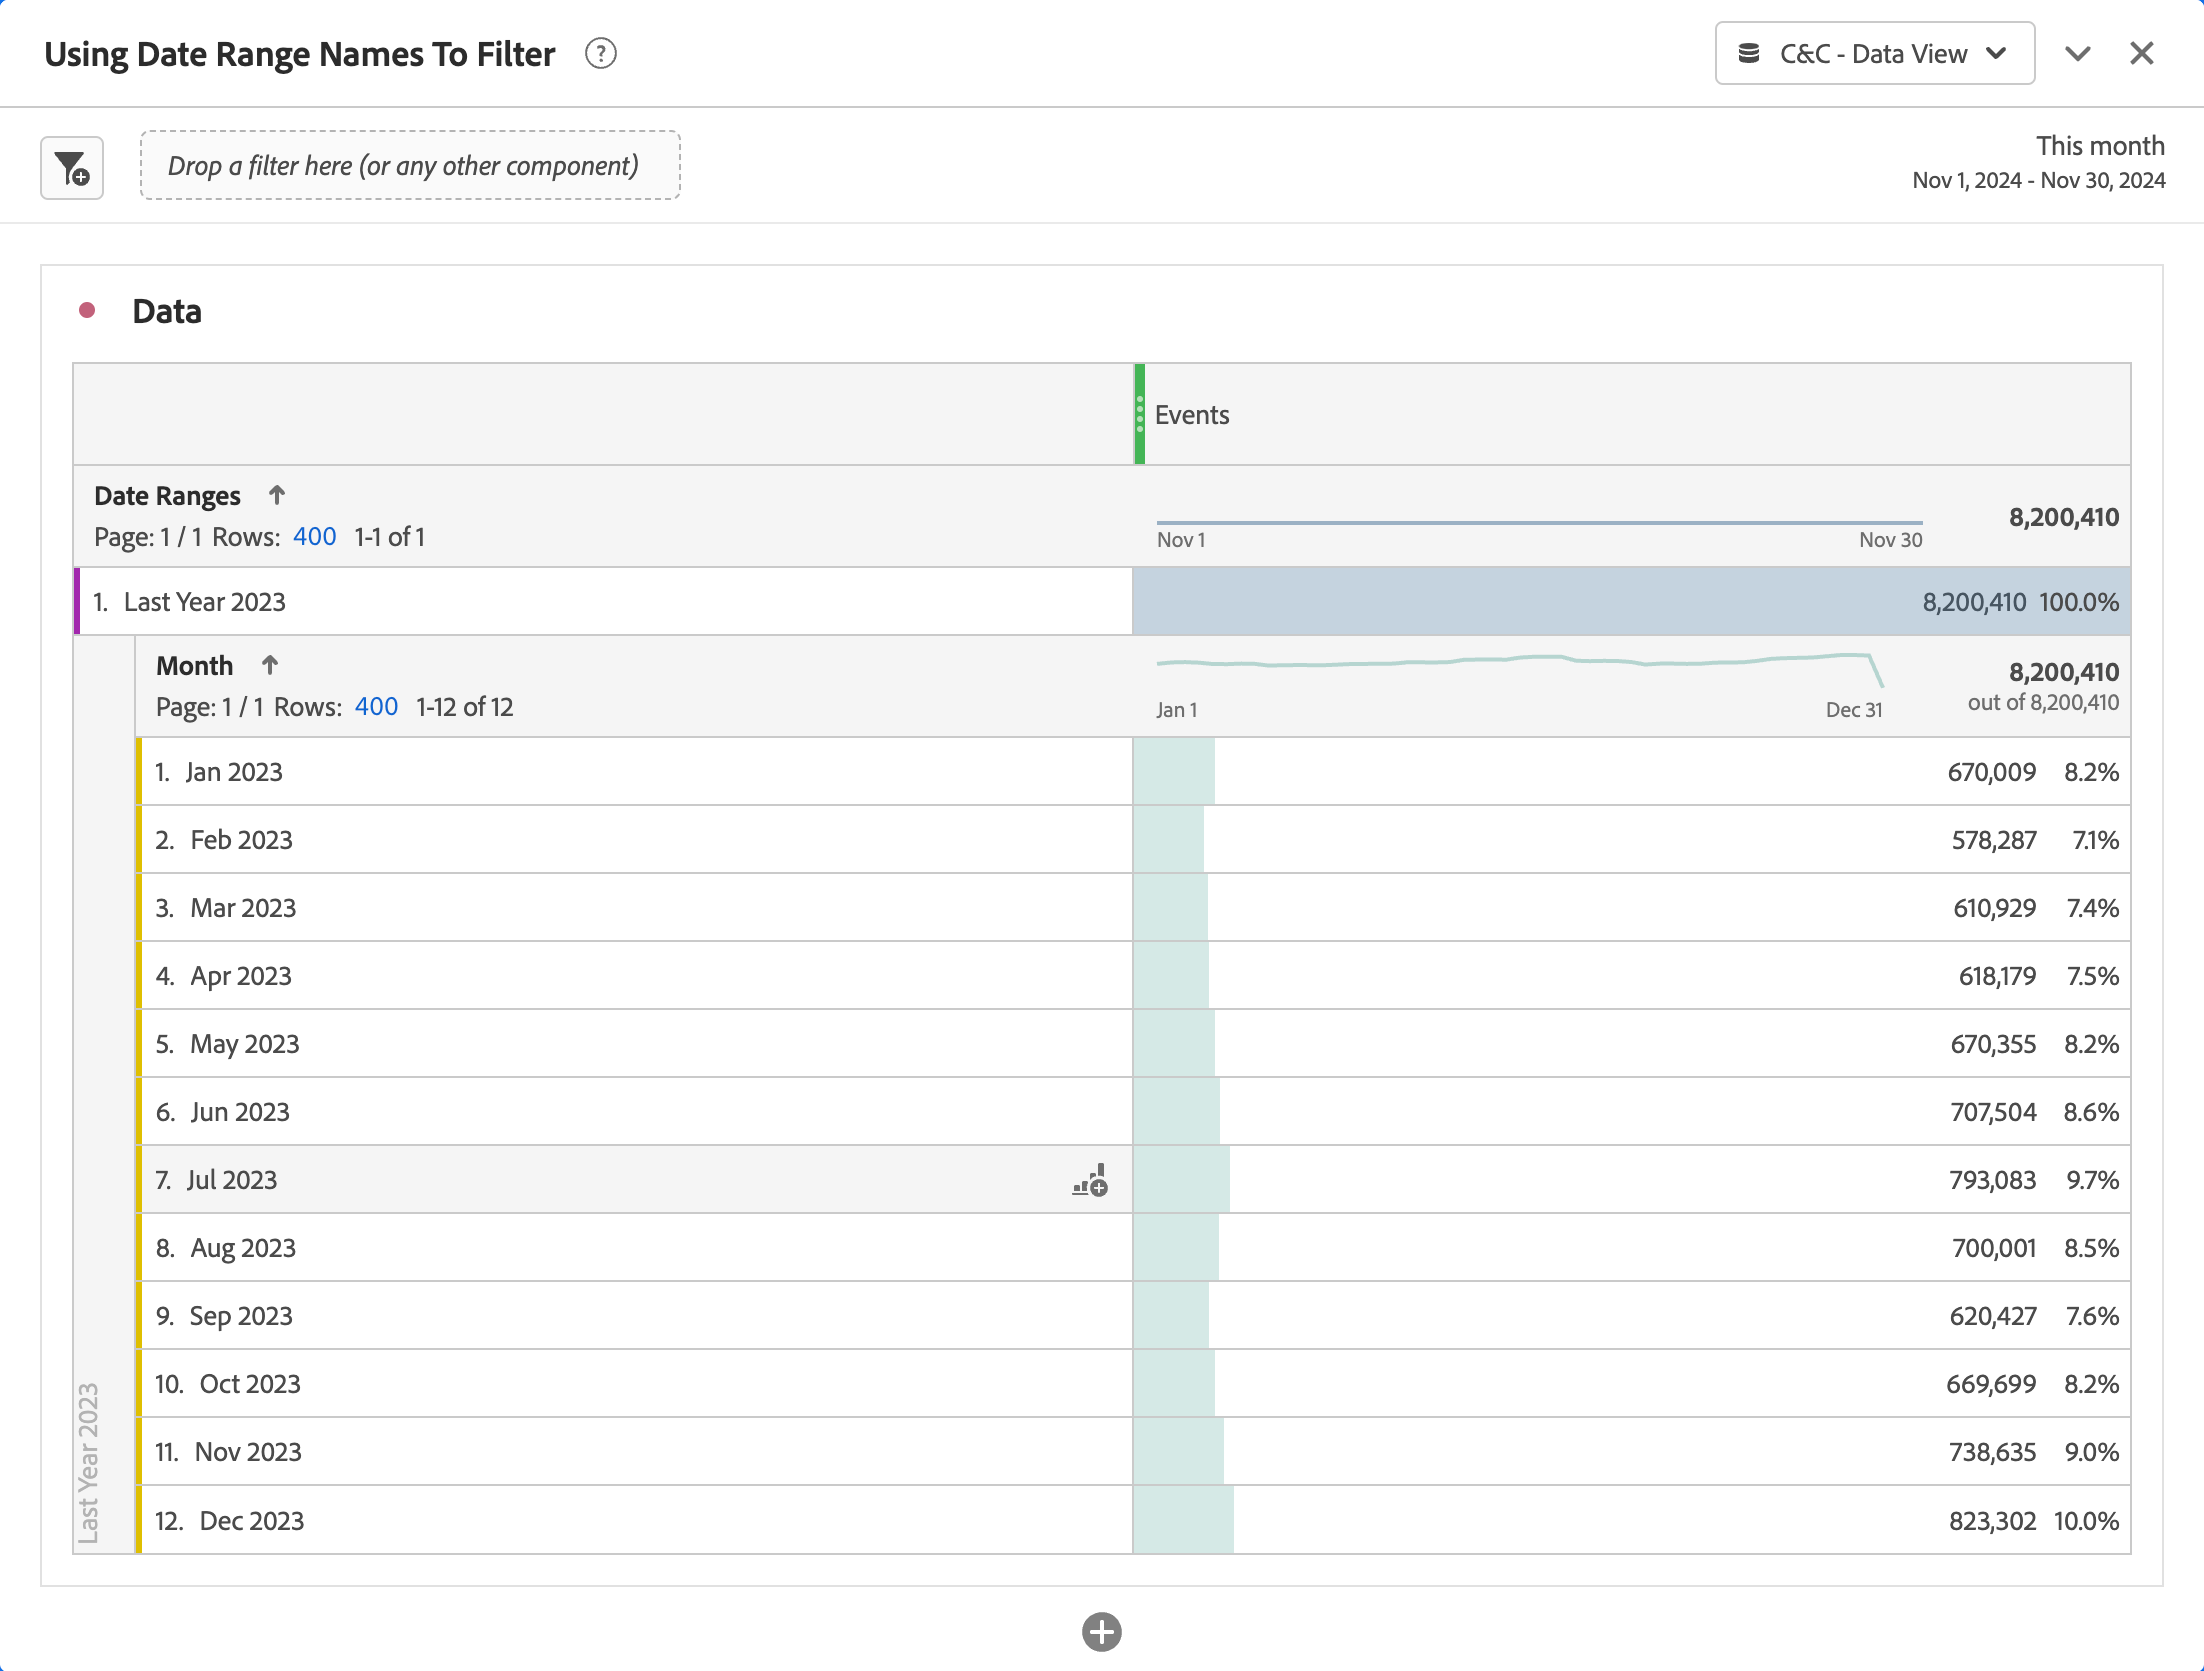 Using Date Range Names To Filter ?
C&C - Data View
Drop a filter here (or any other component)
This month
Nov 1, 2024 - Nov 30, 2024
Data
Events
Date Ranges
Page: 1 / 1 Rows: 400 1-1 of 1
Nov 1
Nov 30
8,200,410
1. Last Year 2023
8,200,410 100.0%
Month
Page: 1 / 1 Rows: 400 1-12 of 12
Jan 1
Dec 31
8,200,410
out of 8,200,410
1. Jan 2023 670,009 8.2%
2. Feb 2023 578,287 7.1%
3. Mar 2023 610,929 7.4%
4. Apr 2023 618,179 7.5%
5. May 2023 670,355 8.2%
6. Jun 2023 707,504 8.6%
7. Jul 2023 793,083 9.7%
8. Aug 2023 700,001 8.5%
9. Sep 2023 620,427 7.6%
10. Oct 2023 669,699 8.2%
11. Nov 2023 738,635 9.0%
12. Dec 2023 823,302 10.0%
Last Year 2023